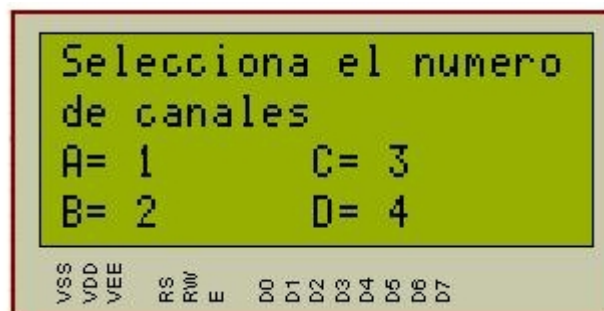 Selecciona el numero
de canales
A= 1 C= 3
B= 2 D= 4
VSS VDD VEE RS RW E D0 D1 D2 D3 D4 D5 D6 D7